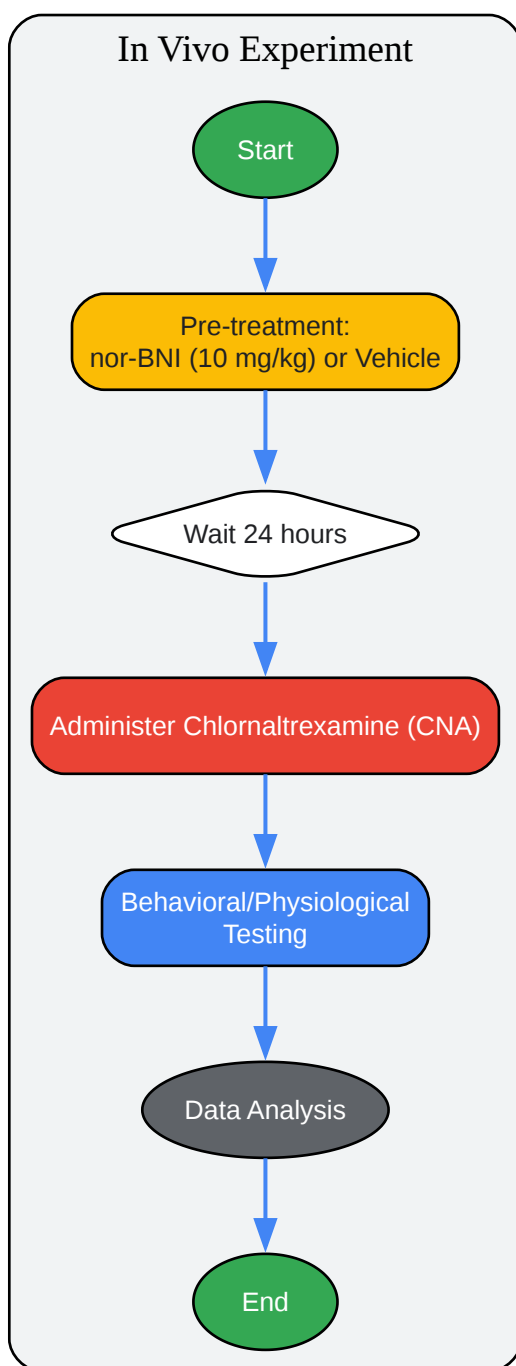 In Vivo Experiment
Start
Pre-treatment:
nor-BNI (10 mg/kg) or Vehicle
Wait 24 hours
Administer Chlornaltrexamine (CNA)
Behavioral/Physiological
Testing
Data Analysis
End